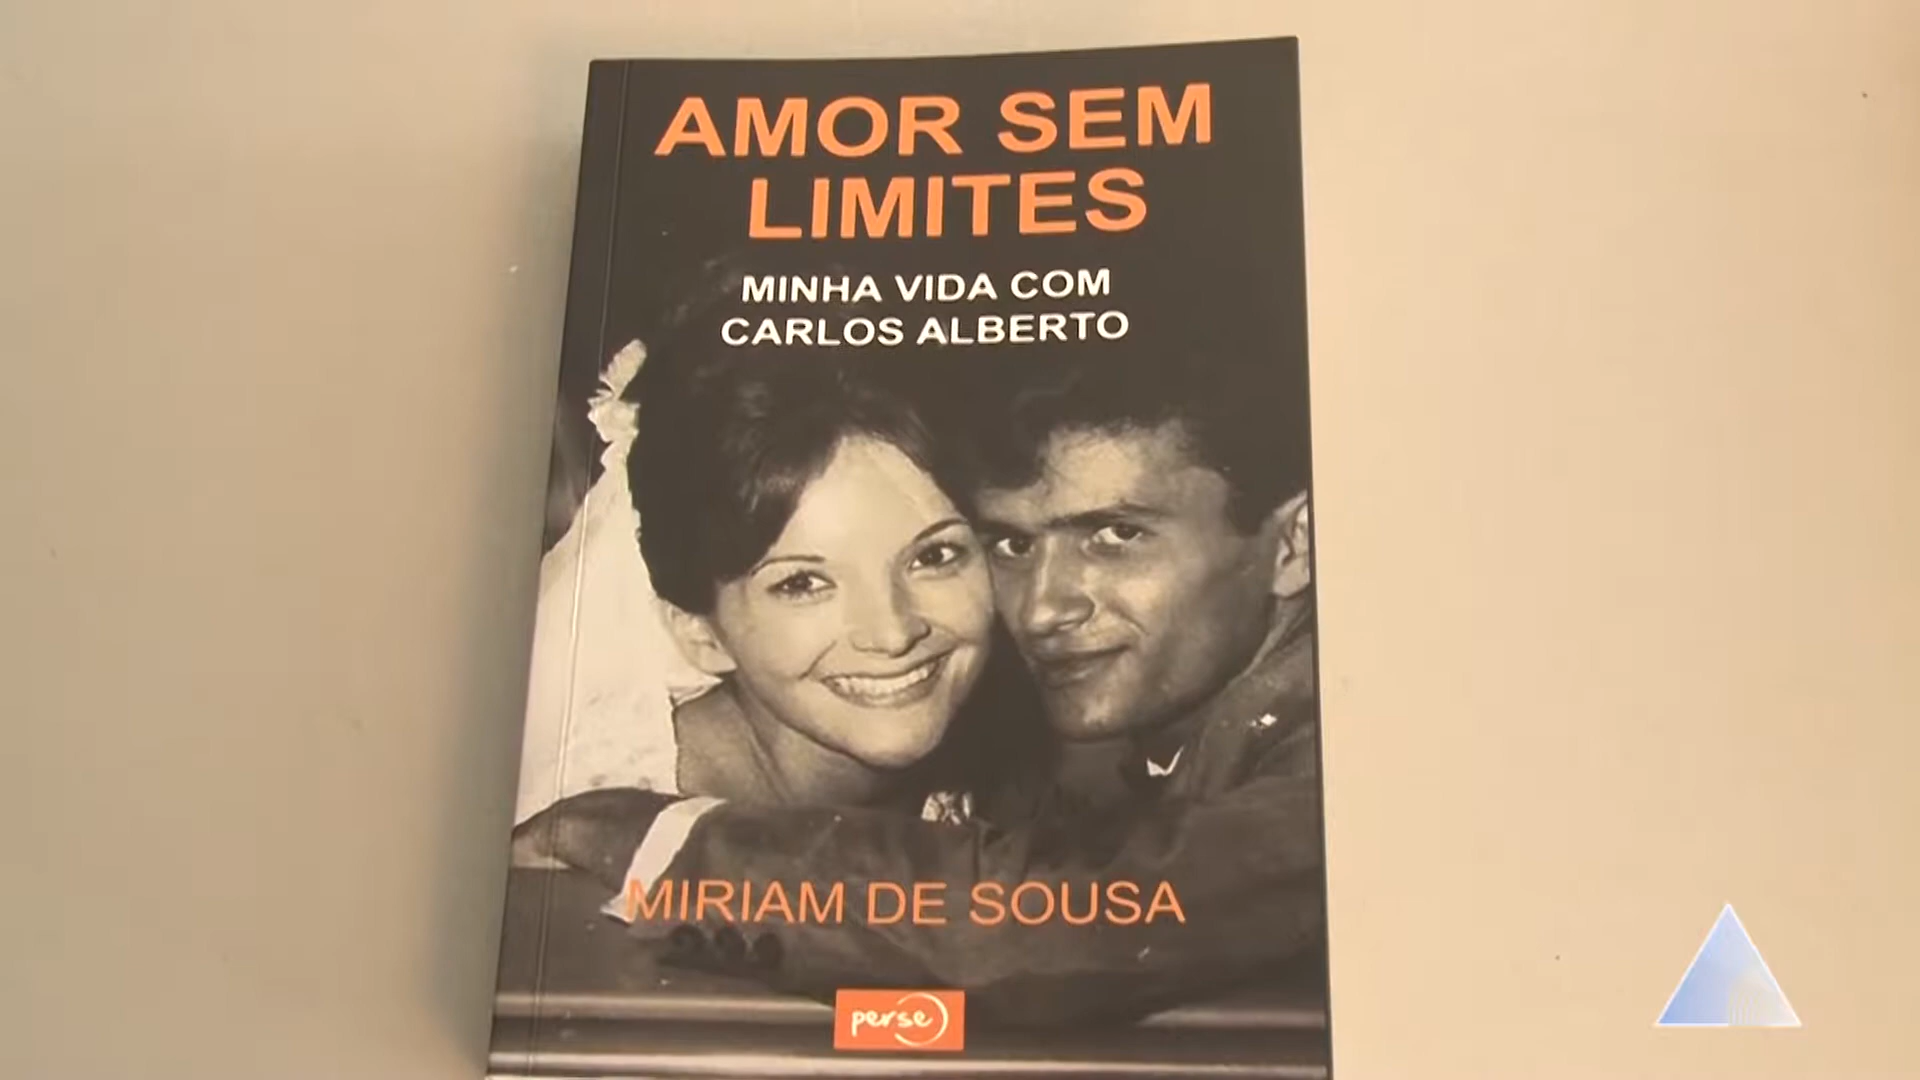 AMOR SEM
LIMITES
MINHA VIDA COM
CARLOS ALBERTO
MIRIAM DE SOUSA
perse